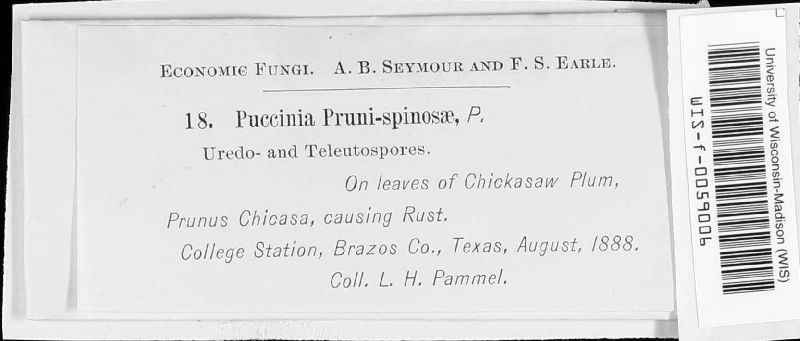 ECONOMIC FUNGI. A. B. SEYMOUR AND F. S. EARLE.
18. Puccinia Pruni-spinosæ, P.
Uredo- and Teleutospores.
On leaves of Chickasaw Plum,
Prunus Chicasa, causing Rust.
College Station, Brazos Co., Texas, August, 1888.
Coll. L. H. Pammel.
University of Wisconsin-Madison (WIS)
WIS-f-0059006